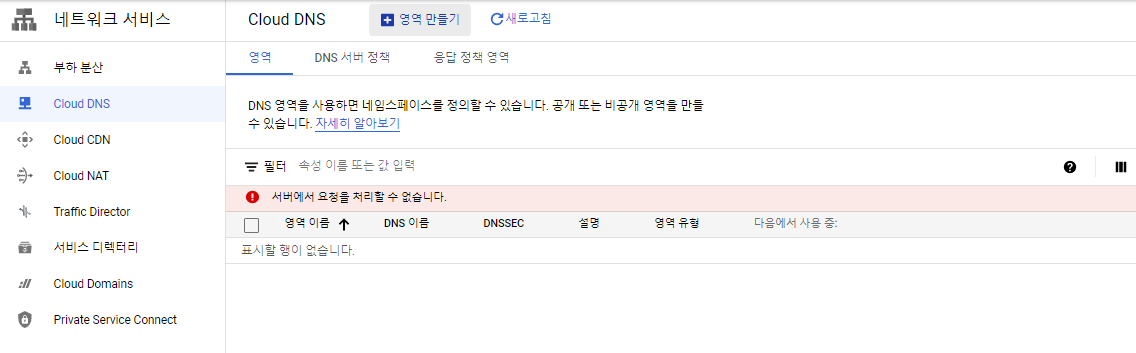 네트워크 서비스
부하 분산
Cloud DNS
Cloud CDN
Cloud NAT
Traffic Director
서비스 디렉터리
Cloud Domains
Private Service Connect
Cloud DNS 영역 만들기 새로고침
영역 DNS 서버 정책 응답 정책 영역
DNS 영역을 사용하면 네임스페이스를 정의할 수 있습니다. 공개 또는 비공개 영역을 만들
수 있습니다. 자세히 알아보기
필터 속성 이름 또는 값 입력
서버에서 요청을 처리할 수 없습니다.
영역 이름 DNS 이름 DNSSEC 설명 영역 유형 다음에서 사용 중:
표시할 행이 없습니다.